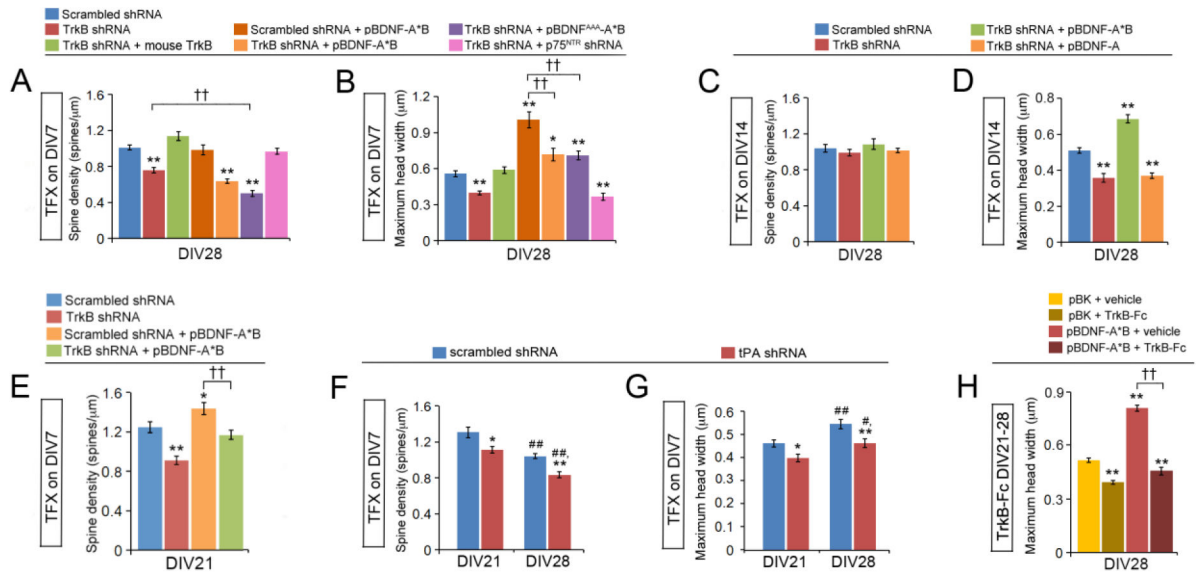 Scrambled shRNA
TrkB shRNA
TrkB shRNA + mouse TrkB
Scrambled shRNA + pBDNF-A*B
TrkB shRNA + pBDNF-A*B
TrkB shRNA + pBDNFᴬᴬᴬ-A*B
TrkB shRNA + p75ᴺᵀᴿ shRNA
A
TFX on DIV7
Spine density (spines/μm)
1.6
1.2
0.8
0.4
0
**
††
**
**
DIV28
B
TFX on DIV7
Maximum head width (μm)
1.2
0.9
0.6
0.3
0
**
**
††
††
*
**
**
DIV28
Scrambled shRNA
TrkB shRNA
TrkB shRNA + pBDNF-A*B
TrkB shRNA + pBDNF-A
C
TFX on DIV14
Spine density (spines/μm)
1.6
1.2
0.8
0.4
0
DIV28
D
TFX on DIV14
Maximum head width (μm)
0.8
0.6
0.4
0.2
0
**
**
**
DIV28
Scrambled shRNA
TrkB shRNA
Scrambled shRNA + pBDNF-A*B
TrkB shRNA + pBDNF-A*B
E
TFX on DIV7
Spine density (spines/μm)
1.6
1.2
0.9
0.4
0
**
*
††
DIV21
scrambled shRNA
tPA shRNA
F
TFX on DIV7
Spine density (spines/μm)
1.6
1.2
0.9
0.4
0
*
##
##,
**
DIV21
DIV28
G
TFX on DIV7
Maximum head width (μm)
0.6
0.5
0.4
0.3
0.2
0.1
0
*
##
#,
**
DIV21
DIV28
pBK + vehicle
pBK + TrkB-Fc
pBDNF-A*B + vehicle
pBDNF-A*B + TrkB-Fc
H
TrkB-Fc DIV21-28
Maximum head width (μm)
0.9
0.6
0.3
0
**
**
††
**
DIV28